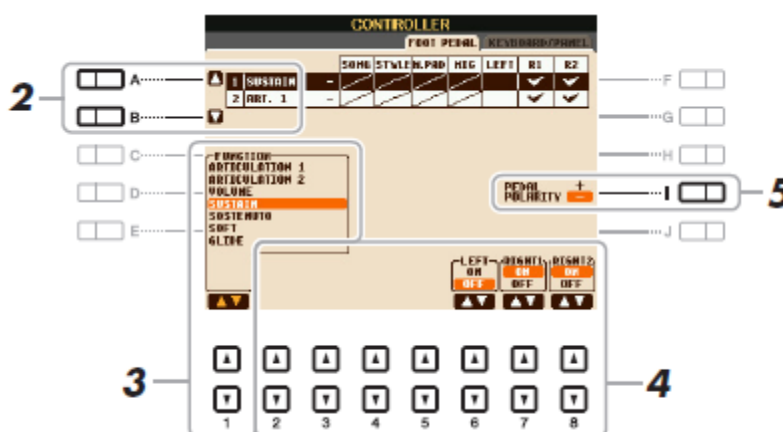 CONTROLLER
FOOT PEDAL KEYBOARD/PANEL
SONG STYLE M.PAD MIC LEFT R1 R2
1 SUSTAIN -
2 ART. 1 -
2
A
B
C
D
E
F
G
H
I
J
FUNCTION
ARTICULATION 1
ARTICULATION 2
VOLUME
SUSTAIN
SOSTENUTO
SOFT
GLIDE
PEDAL POLARITY + -
5
LEFT RIGHT1 RIGHT2
ON ON ON
OFF OFF OFF
3
4
1 2 3 4 5 6 7 8